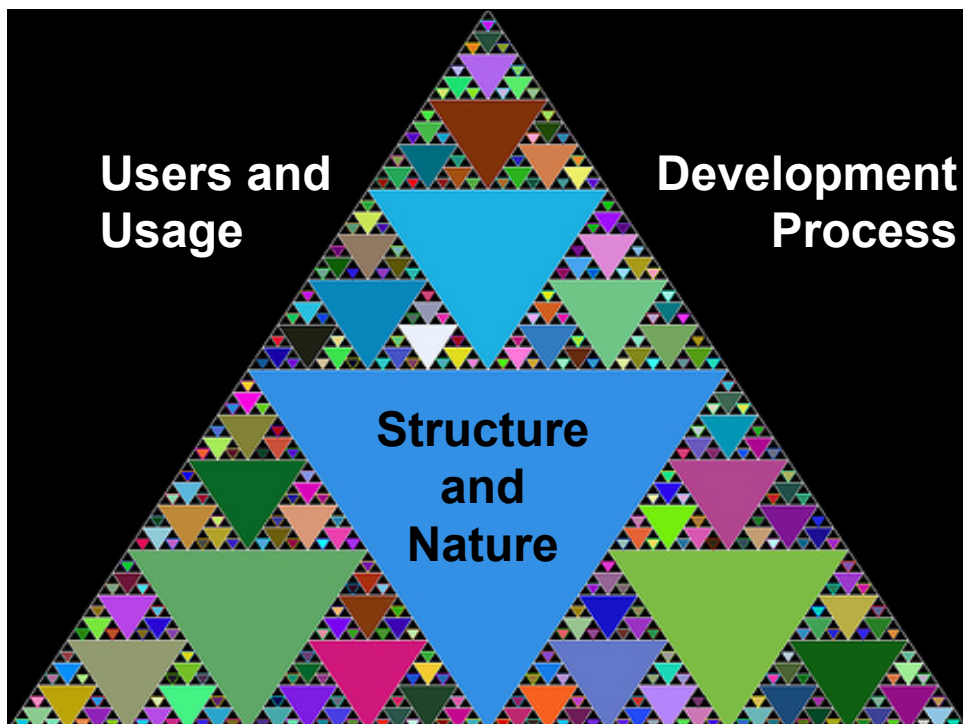 Users and
Usage
Development
Process
Structure
and
Nature